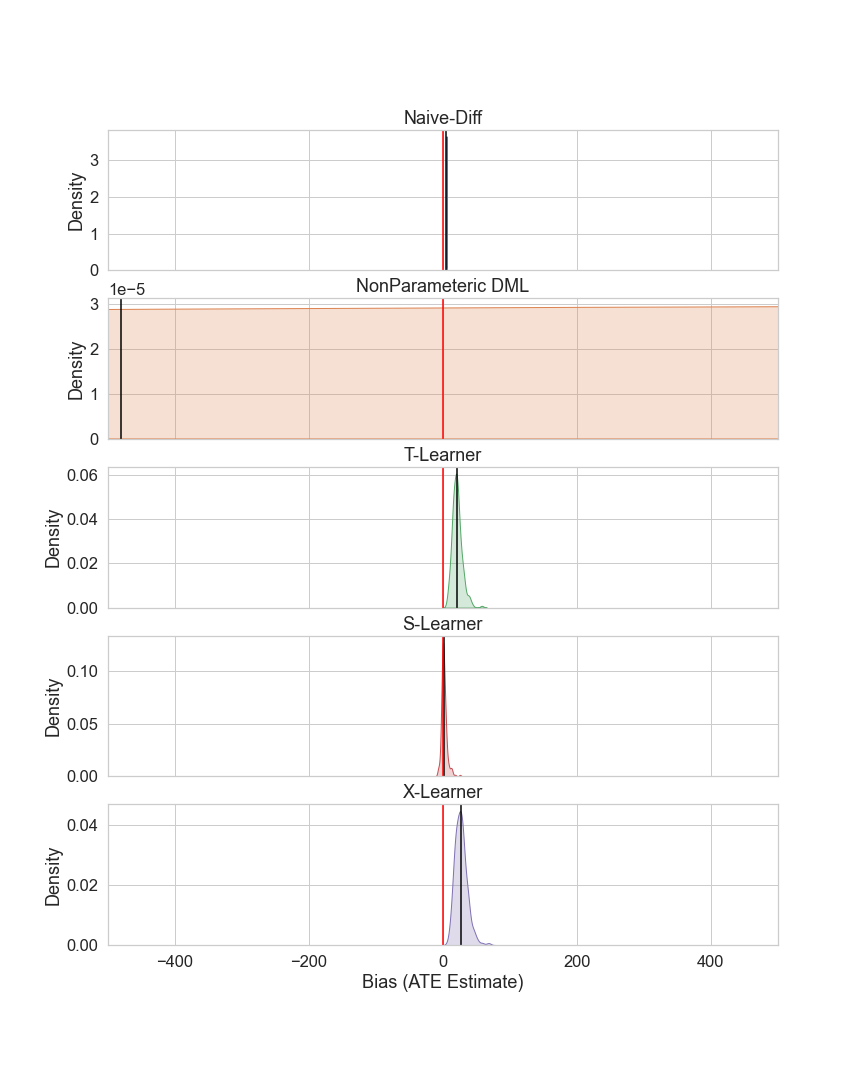 Naive-Diff
3
2
1
0
Density
NonParameteric DML
1e−5
3
2
1
0
Density
T-Learner
0.06
0.04
0.02
0.00
Density
S-Learner
0.10
0.05
0.00
Density
X-Learner
0.04
0.02
0.00
Density
−400 −200 0 200 400
Bias (ATE Estimate)